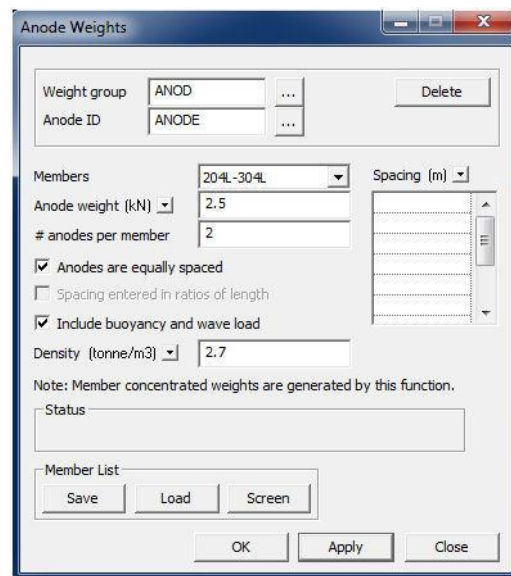 Anode Weights
Weight group ANOD ... Delete
Anode ID ANODE ...
Members 204L-304L Spacing (m)
Anode weight (kN) 2.5
# anodes per member 2
Anodes are equally spaced
Spacing entered in ratios of length
Include buoyancy and wave load
Density (tonne/m3) 2.7
Note: Member concentrated weights are generated by this function.
Status
Member List
Save Load Screen
OK Apply Close